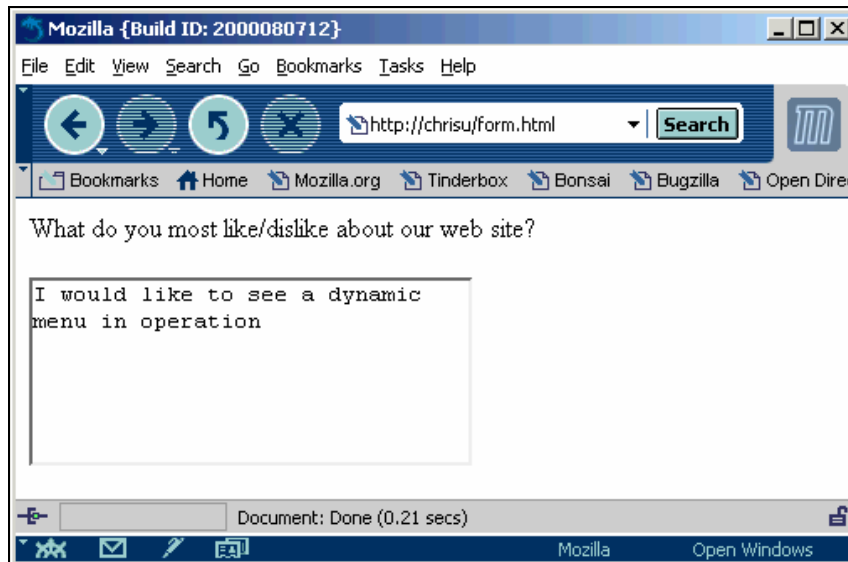 Mozilla {Build ID: 2000080712}
File Edit View Search Go Bookmarks Tasks Help
http://chrisu/form.html Search
Bookmarks Home Mozilla.org Tinderbox Bonsai Bugzilla Open Dire
What do you most like/dislike about our web site?
I would like to see a dynamic
menu in operation
Document: Done (0.21 secs)
Mozilla Open Windows